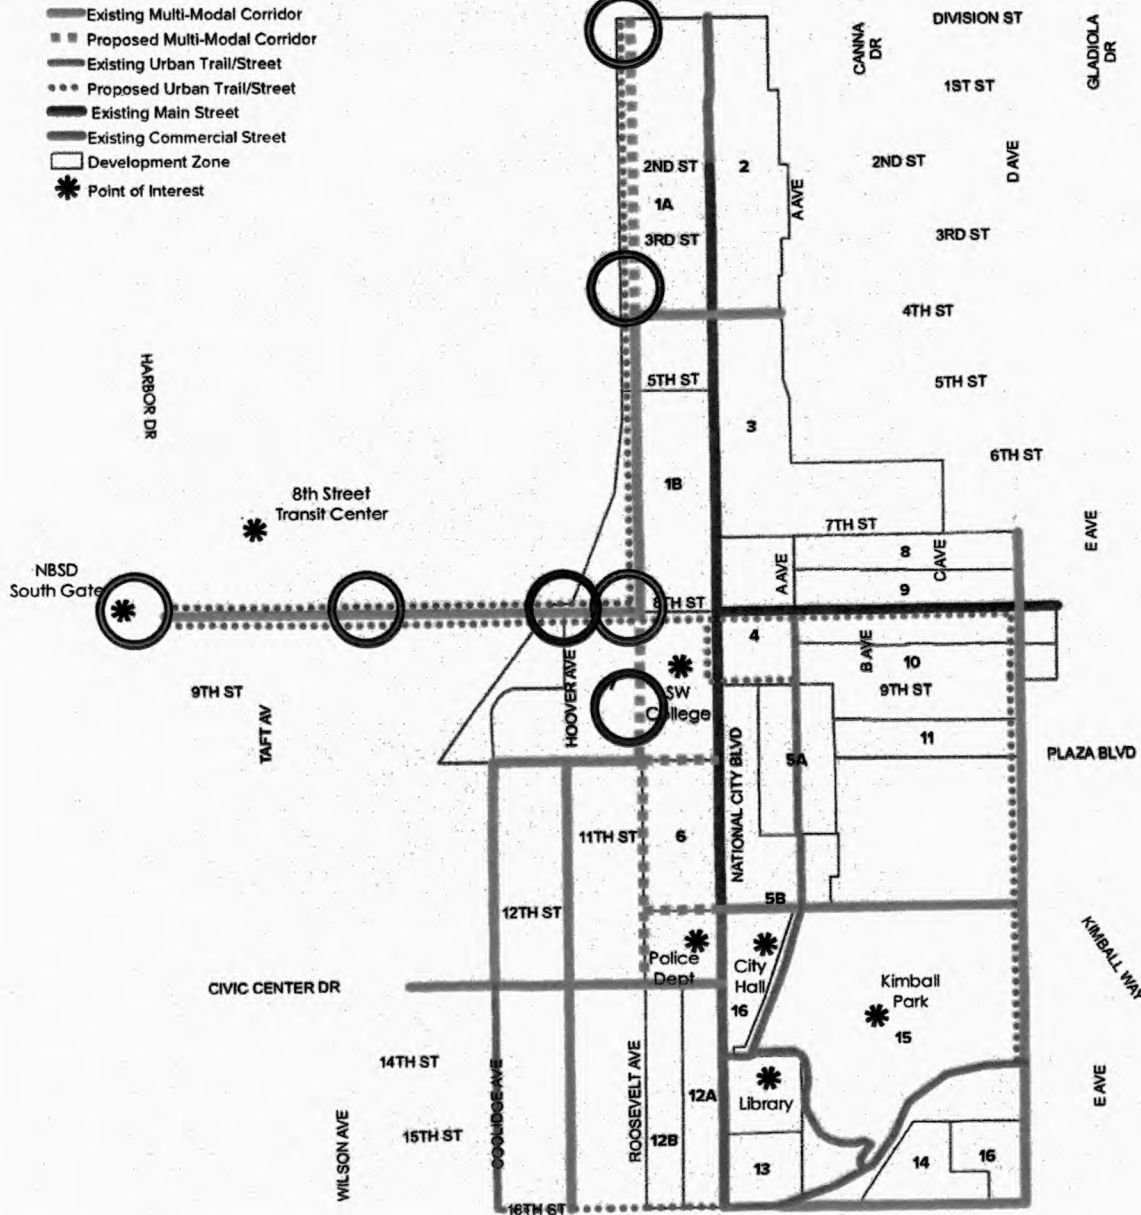 Existing Multi-Modal Corridor
Proposed Multi-Modal Corridor
Existing Urban Trail/Street
Proposed Urban Trail/Street
Existing Main Street
Existing Commercial Street
Development Zone
Point of Interest
DIVISION ST
CANNA
DR
GLADIOLA
DR
1ST ST
2ND ST
2
2ND ST
D AVE
1A
A AVE
3RD ST
3RD ST
4TH ST
HARBOR DR
5TH ST
5TH ST
3
6TH ST
1B
8th Street
Transit Center
7TH ST
E AVE
8
C AVE
A AVE
NBSD
South Gate
9
8TH ST
4
B AVE
10
9TH ST
HOOVER AVE
SW
College
9TH ST
TAFT AV
NATIONAL CITY BLVD
11
5A
PLAZA BLVD
11TH ST
6
5B
12TH ST
KIMBALL WAY
Police
Dept
City
Hall
Kimball
Park
CIVIC CENTER DR
16
15
14TH ST
COOLIDGE AVE
ROOSEVELT AVE
12A
Library
E AVE
15TH ST
WILSON AVE
12B
13
14
16
16TH ST